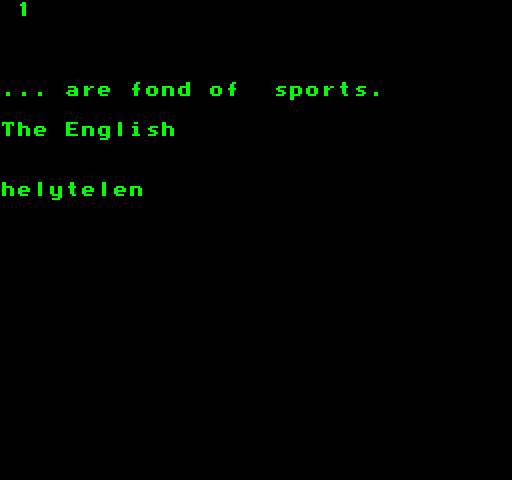 1
... are fond of  sports.
The English
helytelen